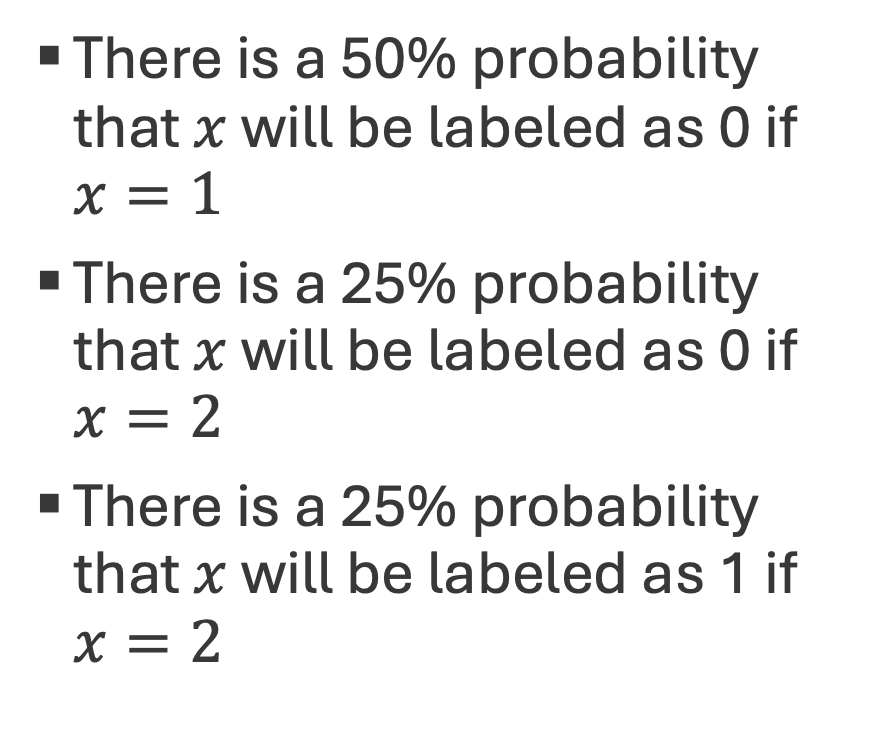 ▪ There is a 50% probability
that 𝑥 will be labeled as 0 if
𝑥 = 1
▪ There is a 25% probability
that 𝑥 will be labeled as 0 if
𝑥 = 2
▪ There is a 25% probability
that 𝑥 will be labeled as 1 if
𝑥 = 2